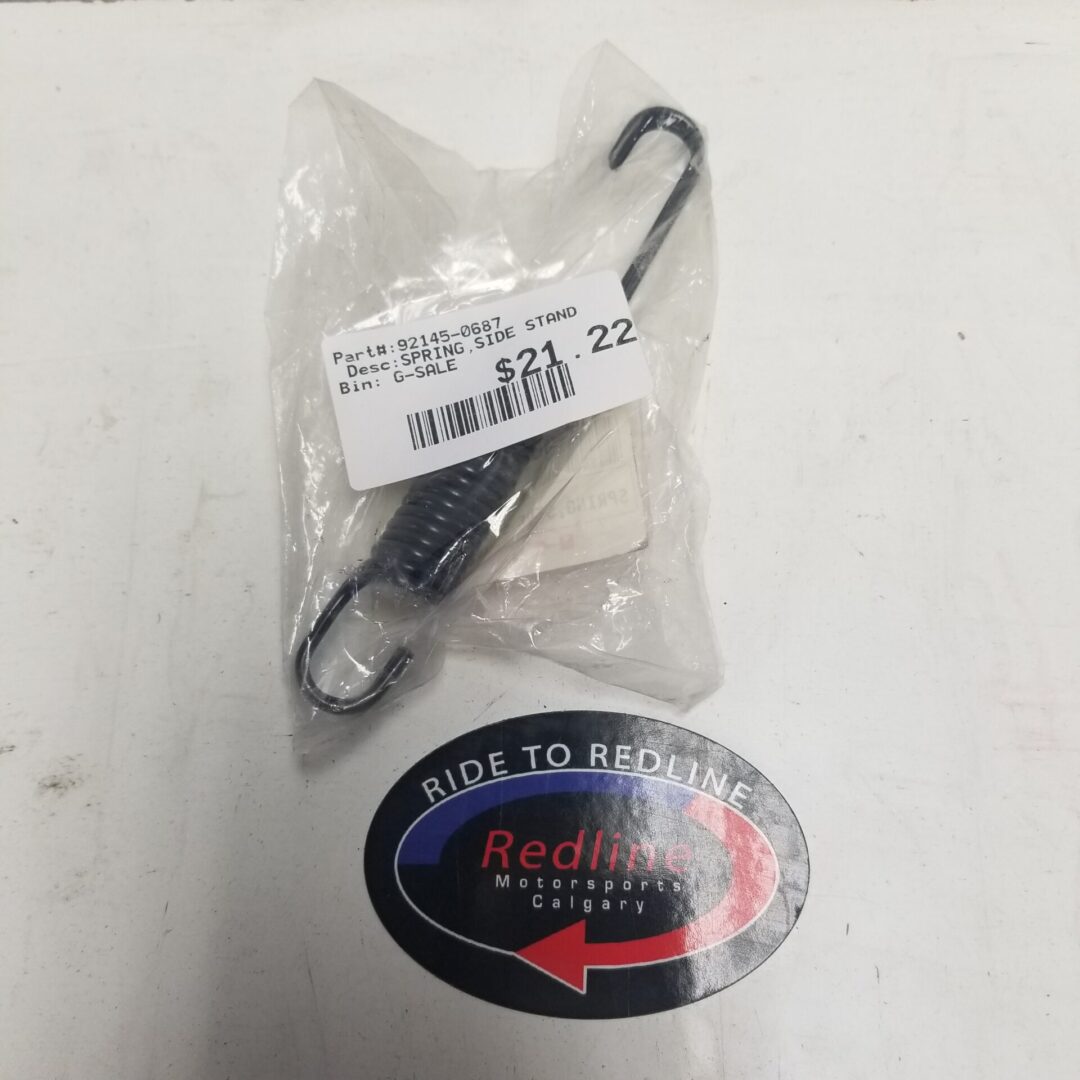 Part#:92145-0687
Desc:SPRING,SIDE STAND
Bin: G-SALE $21.22
RIDE TO REDLINE
Redline
Motorsports
Calgary